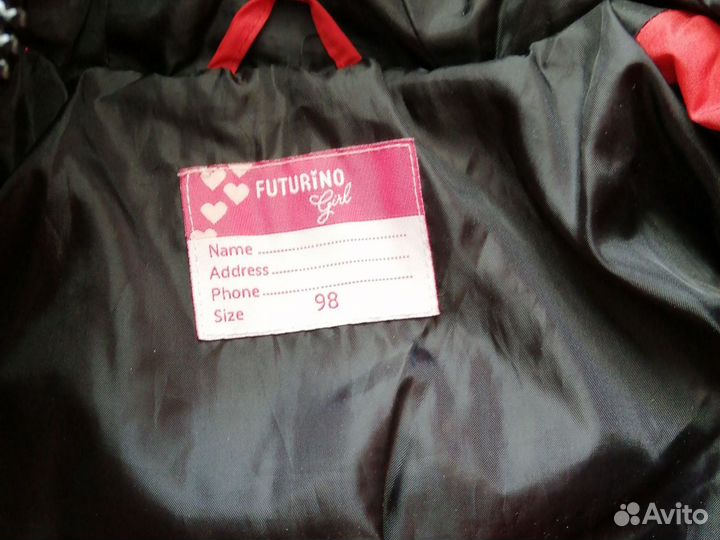 FUTURINO
Girl
Name
Address
Phone
Size 98
Avito